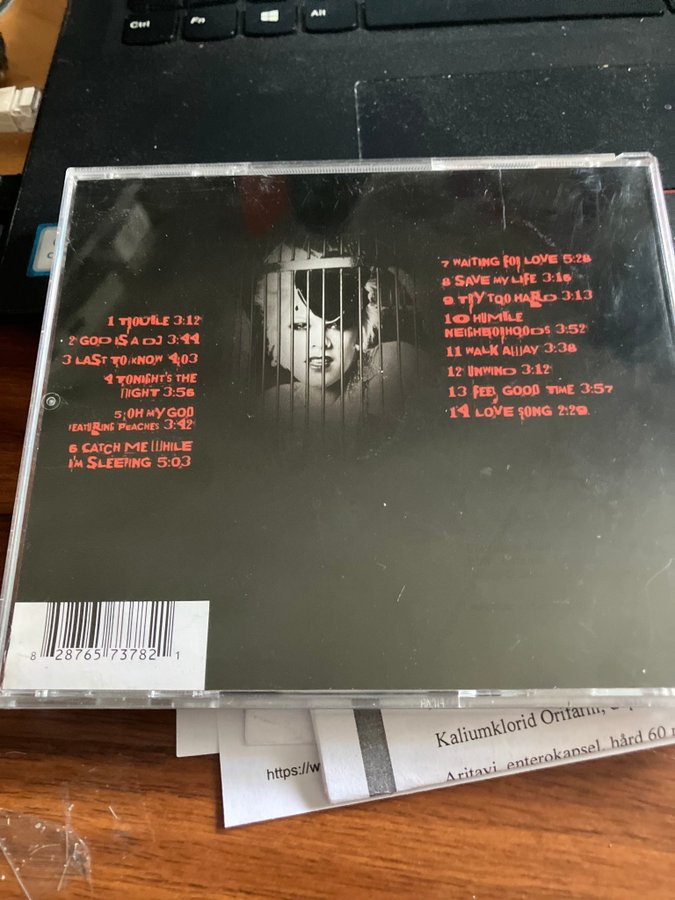 Ctrl
Fn
Alt
1 TROUBLE 3:12
2 GOD IS A DJ 3:44
3 LAST TO KNOW 4:03
4 TONIGHT'S THE
NIGHT 3:56
5 OH MY GOD
FEATURING PEACHES 3:42
6 CATCH ME WHILE
I'M SLEEPING 5:03
7 WAITING FOR LOVE 5:28
8 SAVE MY LIFE 3:16
9 TRY TOO HARD 3:13
10 HUMBLE
NEIGHBORHOODS 3:52
11 WALK AWAY 3:38
12 UNWIND 3:12
13 FEEL GOOD TIME 3:57
14 LOVE SONG 2:29
8 28765 73782 1
Kaliumklorid Orifarm,
https://w
Aritavi, enterokapsel, hård 60